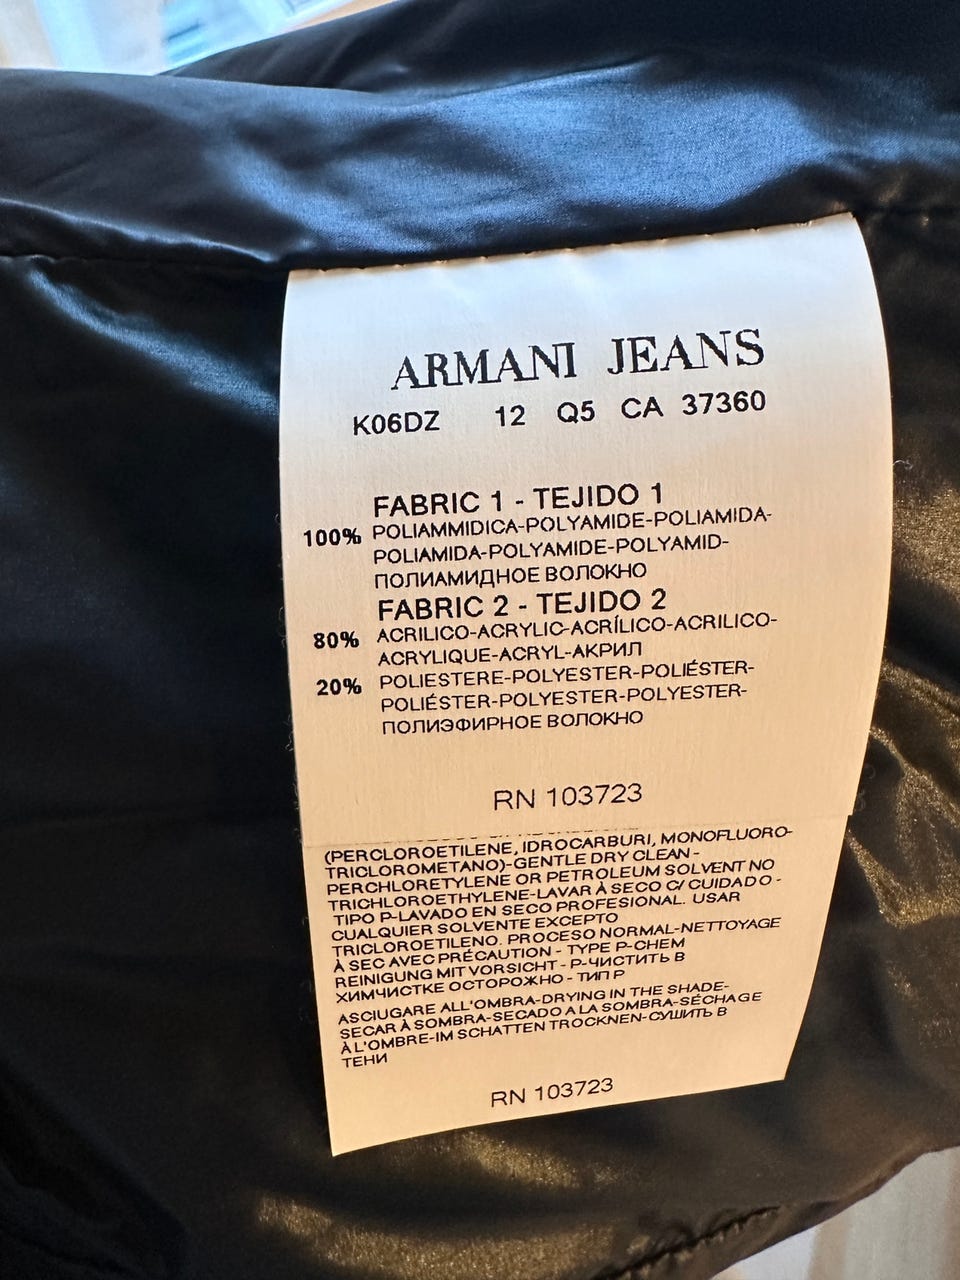 ARMANI JEANS
K06DZ 12 Q5 CA 37360
FABRIC 1 - TEJIDO 1
100% POLIAMMIDICA-POLYAMIDE-POLIAMIDA-
POLIAMIDA-POLYAMIDE-POLYAMID-
ПОЛИАМИДНОЕ ВОЛОКНО
FABRIC 2 - TEJIDO 2
80% ACRILICO-ACRYLIC-ACRÍLICO-ACRILICO-
ACRYLIQUE-ACRYL-АКРИЛ
20% POLIESTERE-POLYESTER-POLIÉSTER-
POLIÉSTER-POLYESTER-POLYESTER-
ПОЛИЭФИРНОЕ ВОЛОКНО
RN 103723
(PERCLOROETILENE, IDROCARBURI, MONOFLUORO-
TRICLOROMETANO)-GENTLE DRY CLEAN -
PERCHLORETYLENE OR PETROLEUM SOLVENT NO
TRICHLOROETHYLENE-LAVAR À SECO C/ CUIDADO -
TIPO P-LAVADO EN SECO PROFESIONAL. USAR
CUALQUIER SOLVENTE EXCEPTO
TRICLOROETILENO. PROCESO NORMAL-NETTOYAGE
À SEC AVEC PRÉCAUTION - TYPE P-CHEM
REINIGUNG MIT VORSICHT - P-ЧИСТИТЬ В
ХИМЧИСТКЕ ОСТОРОЖНО - ТИП P
ASCIUGARE ALL'OMBRA-DRYING IN THE SHADE-
SECAR À SOMBRA-SECADO A LA SOMBRA-SÉCHAGE
À L'OMBRE-IM SCHATTEN TROCKNEN-СУШИТЬ В
ТЕНИ
RN 103723